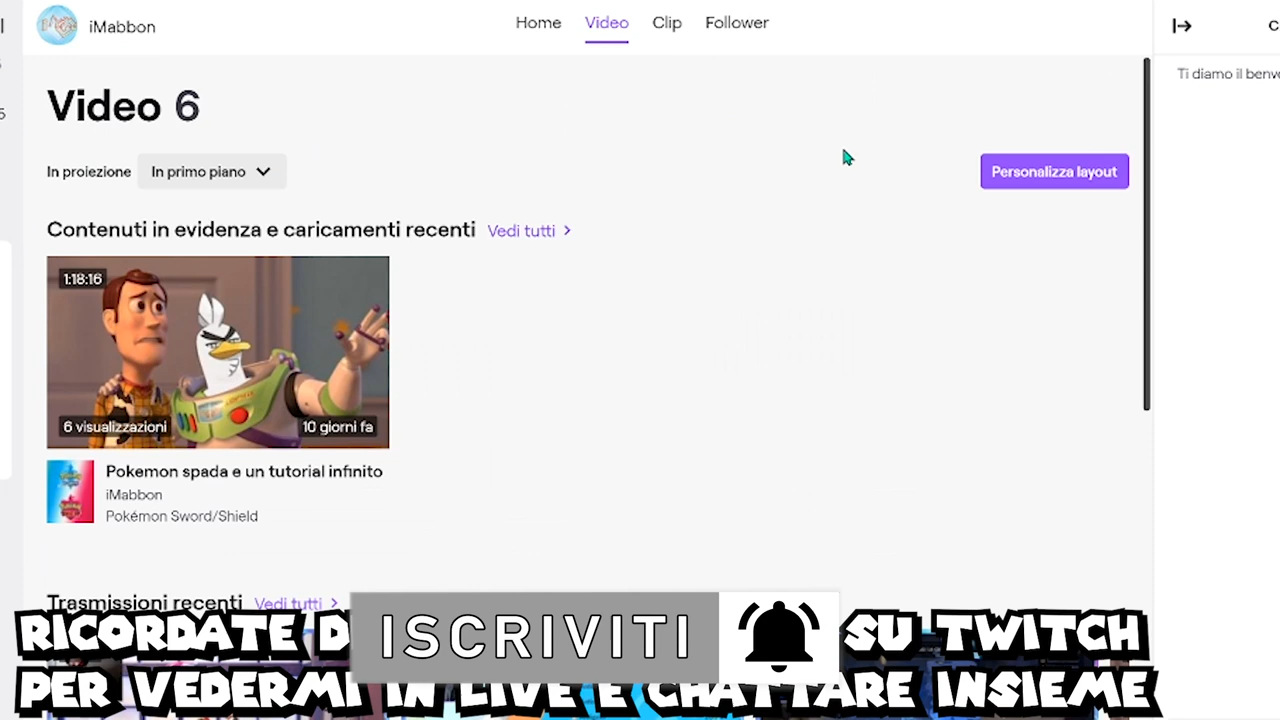 iMabbon
Home Video Clip Follower
Ti diamo il
Video 6
In proiezione In primo piano
Personalizza layout
Contenuti in evidenza e caricamenti recenti Vedi tutti
1:18:16
6 visualizzazioni 10 giorni fa
Pokemon spada e un tutorial infinito
iMabbon
Pokémon Sword/Shield
Trasmissioni recenti Vedi tutti
RICORDATE D
ISCRIVITI
SU TWITCH
PER VEDERMI IN LIVE E CHATTARE INSIEME